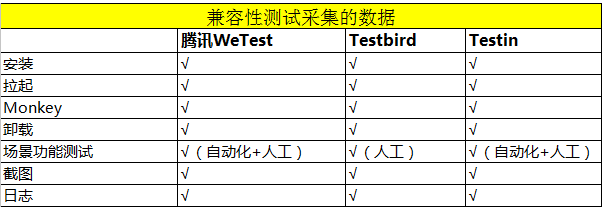 兼容性测试采集的数据
腾讯WeTest Testbird Testin
安装 √ √ √
拉起 √ √ √
Monkey √ √ √
卸载 √ √ √
场景功能测试 √（自动化+人工） √（人工） √（自动化+人工）
截图 √ √ √
日志 √ √ √